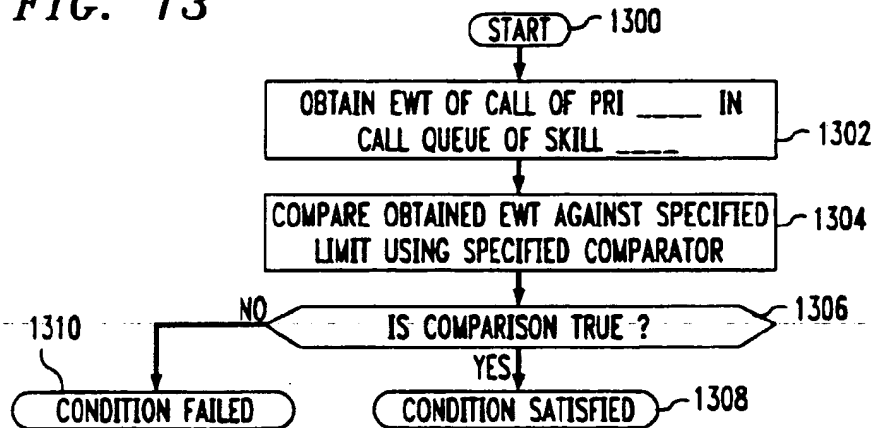 FIG. 13
START 1300
OBTAIN EWT OF CALL OF PRI ____ IN
CALL QUEUE OF SKILL ____
1302
COMPARE OBTAINED EWT AGAINST SPECIFIED
LIMIT USING SPECIFIED COMPARATOR
1304
IS COMPARISON TRUE ?
1306
NO
1310
YES
CONDITION FAILED
CONDITION SATISFIED
1308